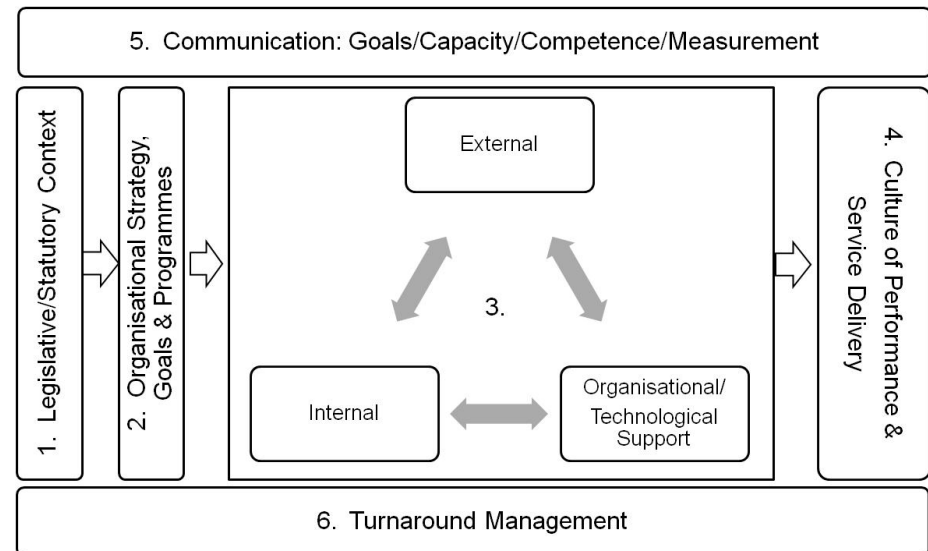 5. Communication: Goals/Capacity/Competence/Measurement
1. Legislative/Statutory Context
2. Organisational Strategy,
Goals & Programmes
External
3.
Internal
Organisational/
Technological
Support
4. Culture of Performance &
Service Delivery
6. Turnaround Management